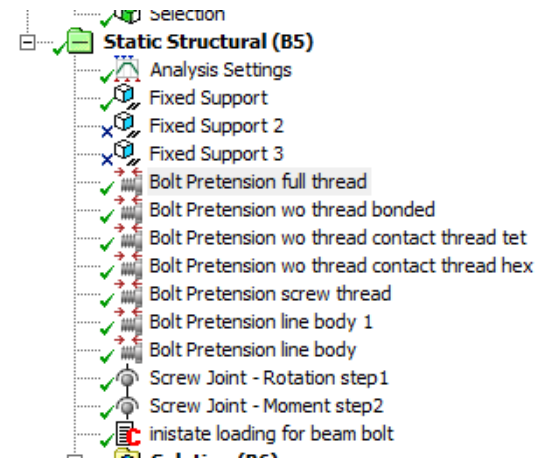 Selection
Static Structural (B5)
Analysis Settings
Fixed Support
Fixed Support 2
Fixed Support 3
Bolt Pretension full thread
Bolt Pretension wo thread bonded
Bolt Pretension wo thread contact thread tet
Bolt Pretension wo thread contact thread hex
Bolt Pretension screw thread
Bolt Pretension line body 1
Bolt Pretension line body
Screw Joint - Rotation step1
Screw Joint - Moment step2
inistate loading for beam bolt
Solution (B6)